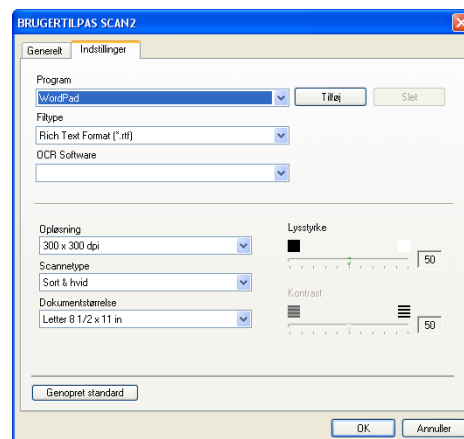 BRUGERTILPAS SCAN2
Generelt Indstillinger
Program
WordPad Tilføj Slet
Filtype
Rich Text Format (*.rtf)
OCR Software
Opløsning Lysstyrke
300 x 300 dpi 50
Scannetype
Sort & hvid
Kontrast
Dokumentstørrelse
Letter 8 1/2 x 11 in 50
Genopret standard
OK Annuller